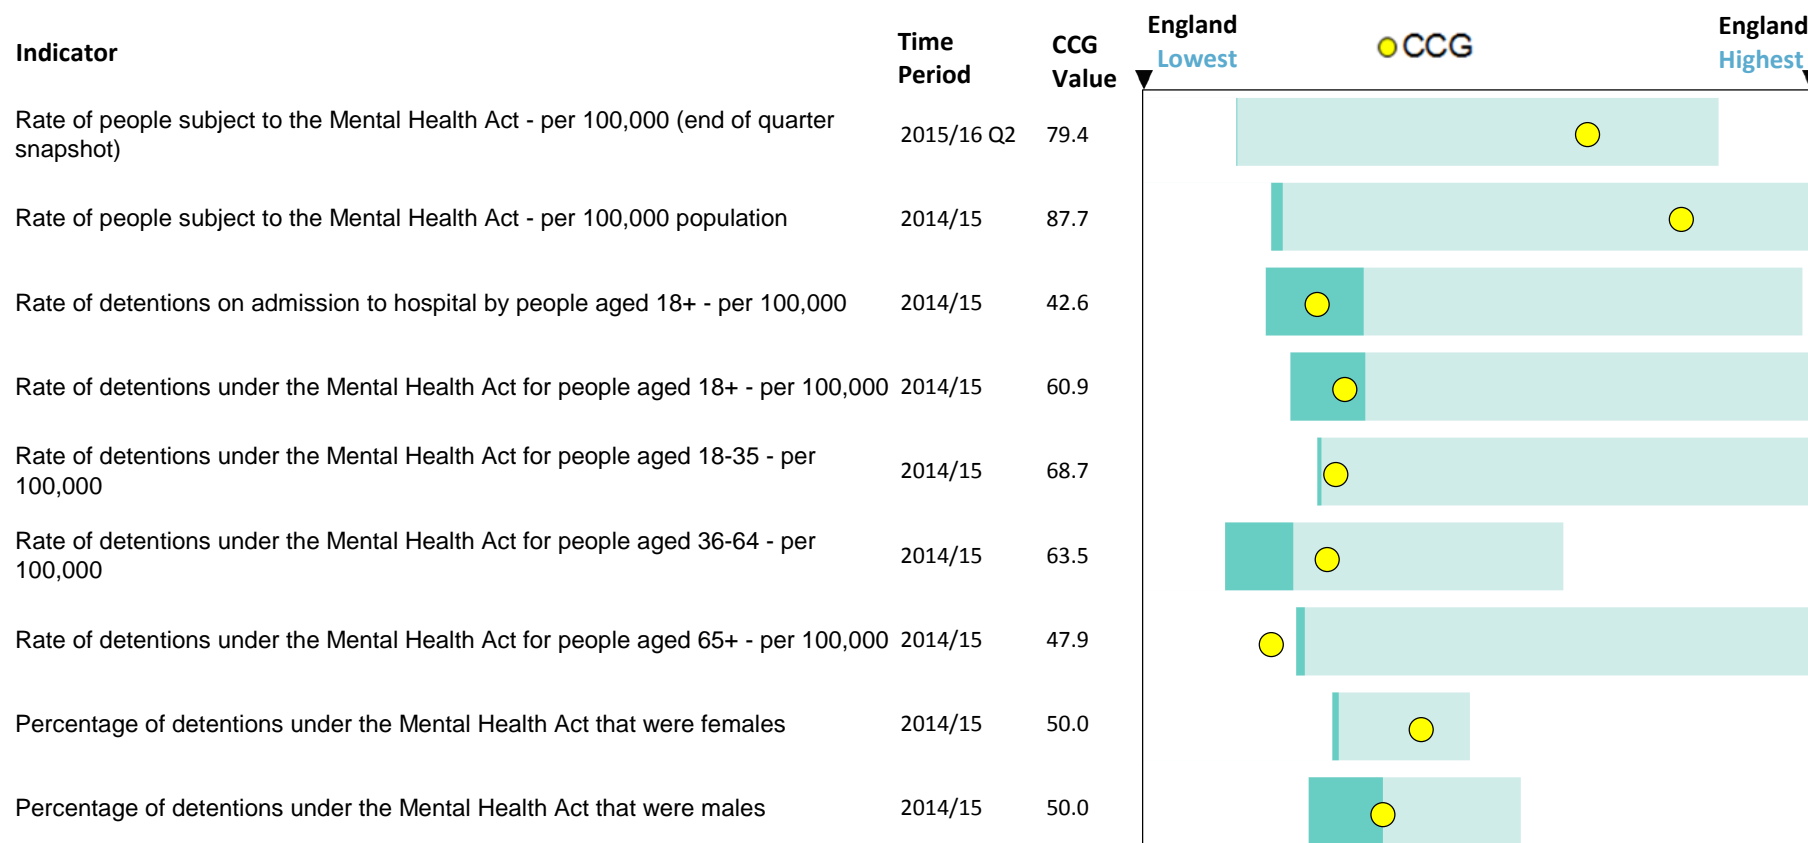 Indicator
Time Period
CCG Value
England Lowest
CCG
England Highest
Rate of people subject to the Mental Health Act - per 100,000 (end of quarter
snapshot)
2015/16 Q2
79.4
Rate of people subject to the Mental Health Act - per 100,000 population
2014/15
87.7
Rate of detentions on admission to hospital by people aged 18+ - per 100,000
2014/15
42.6
Rate of detentions under the Mental Health Act for people aged 18+ - per 100,000
2014/15
60.9
Rate of detentions under the Mental Health Act for people aged 18-35 - per
100,000
2014/15
68.7
Rate of detentions under the Mental Health Act for people aged 36-64 - per
100,000
2014/15
63.5
Rate of detentions under the Mental Health Act for people aged 65+ - per 100,000
2014/15
47.9
Percentage of detentions under the Mental Health Act that were females
2014/15
50.0
Percentage of detentions under the Mental Health Act that were males
2014/15
50.0